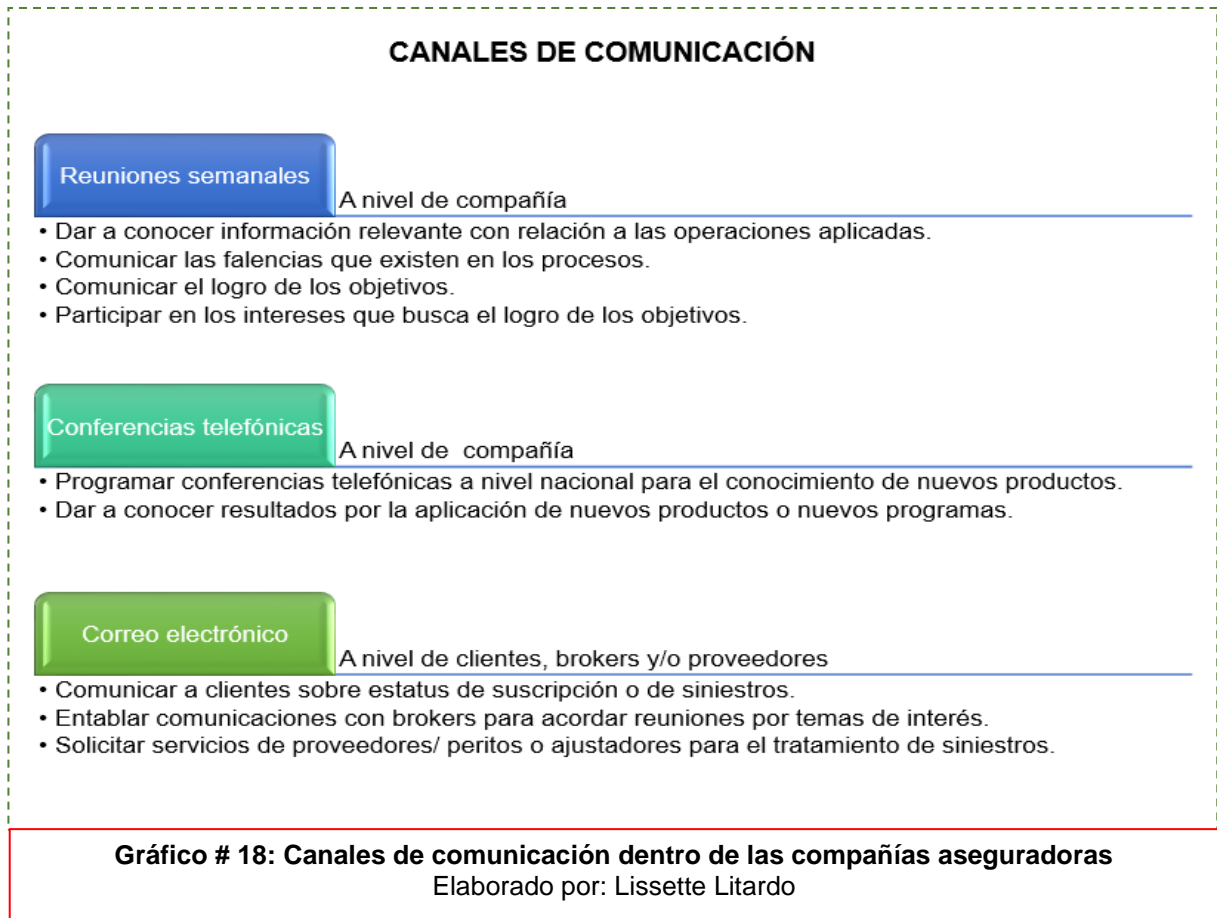 CANALES DE COMUNICACIÓN
Reuniones semanales
A nivel de compañía
• Dar a conocer información relevante con relación a las operaciones aplicadas.
• Comunicar las falencias que existen en los procesos.
• Comunicar el logro de los objetivos.
• Participar en los intereses que busca el logro de los objetivos.
Conferencias telefónicas
A nivel de compañía
• Programar conferencias telefónicas a nivel nacional para el conocimiento de nuevos productos.
• Dar a conocer resultados por la aplicación de nuevos productos o nuevos programas.
Correo electrónico
A nivel de clientes, brokers y/o proveedores
• Comunicar a clientes sobre estatus de suscripción o de siniestros.
• Entablar comunicaciones con brokers para acordar reuniones por temas de interés.
• Solicitar servicios de proveedores/ peritos o ajustadores para el tratamiento de siniestros.
Gráfico # 18: Canales de comunicación dentro de las compañías aseguradoras
Elaborado por: Lissette Litardo